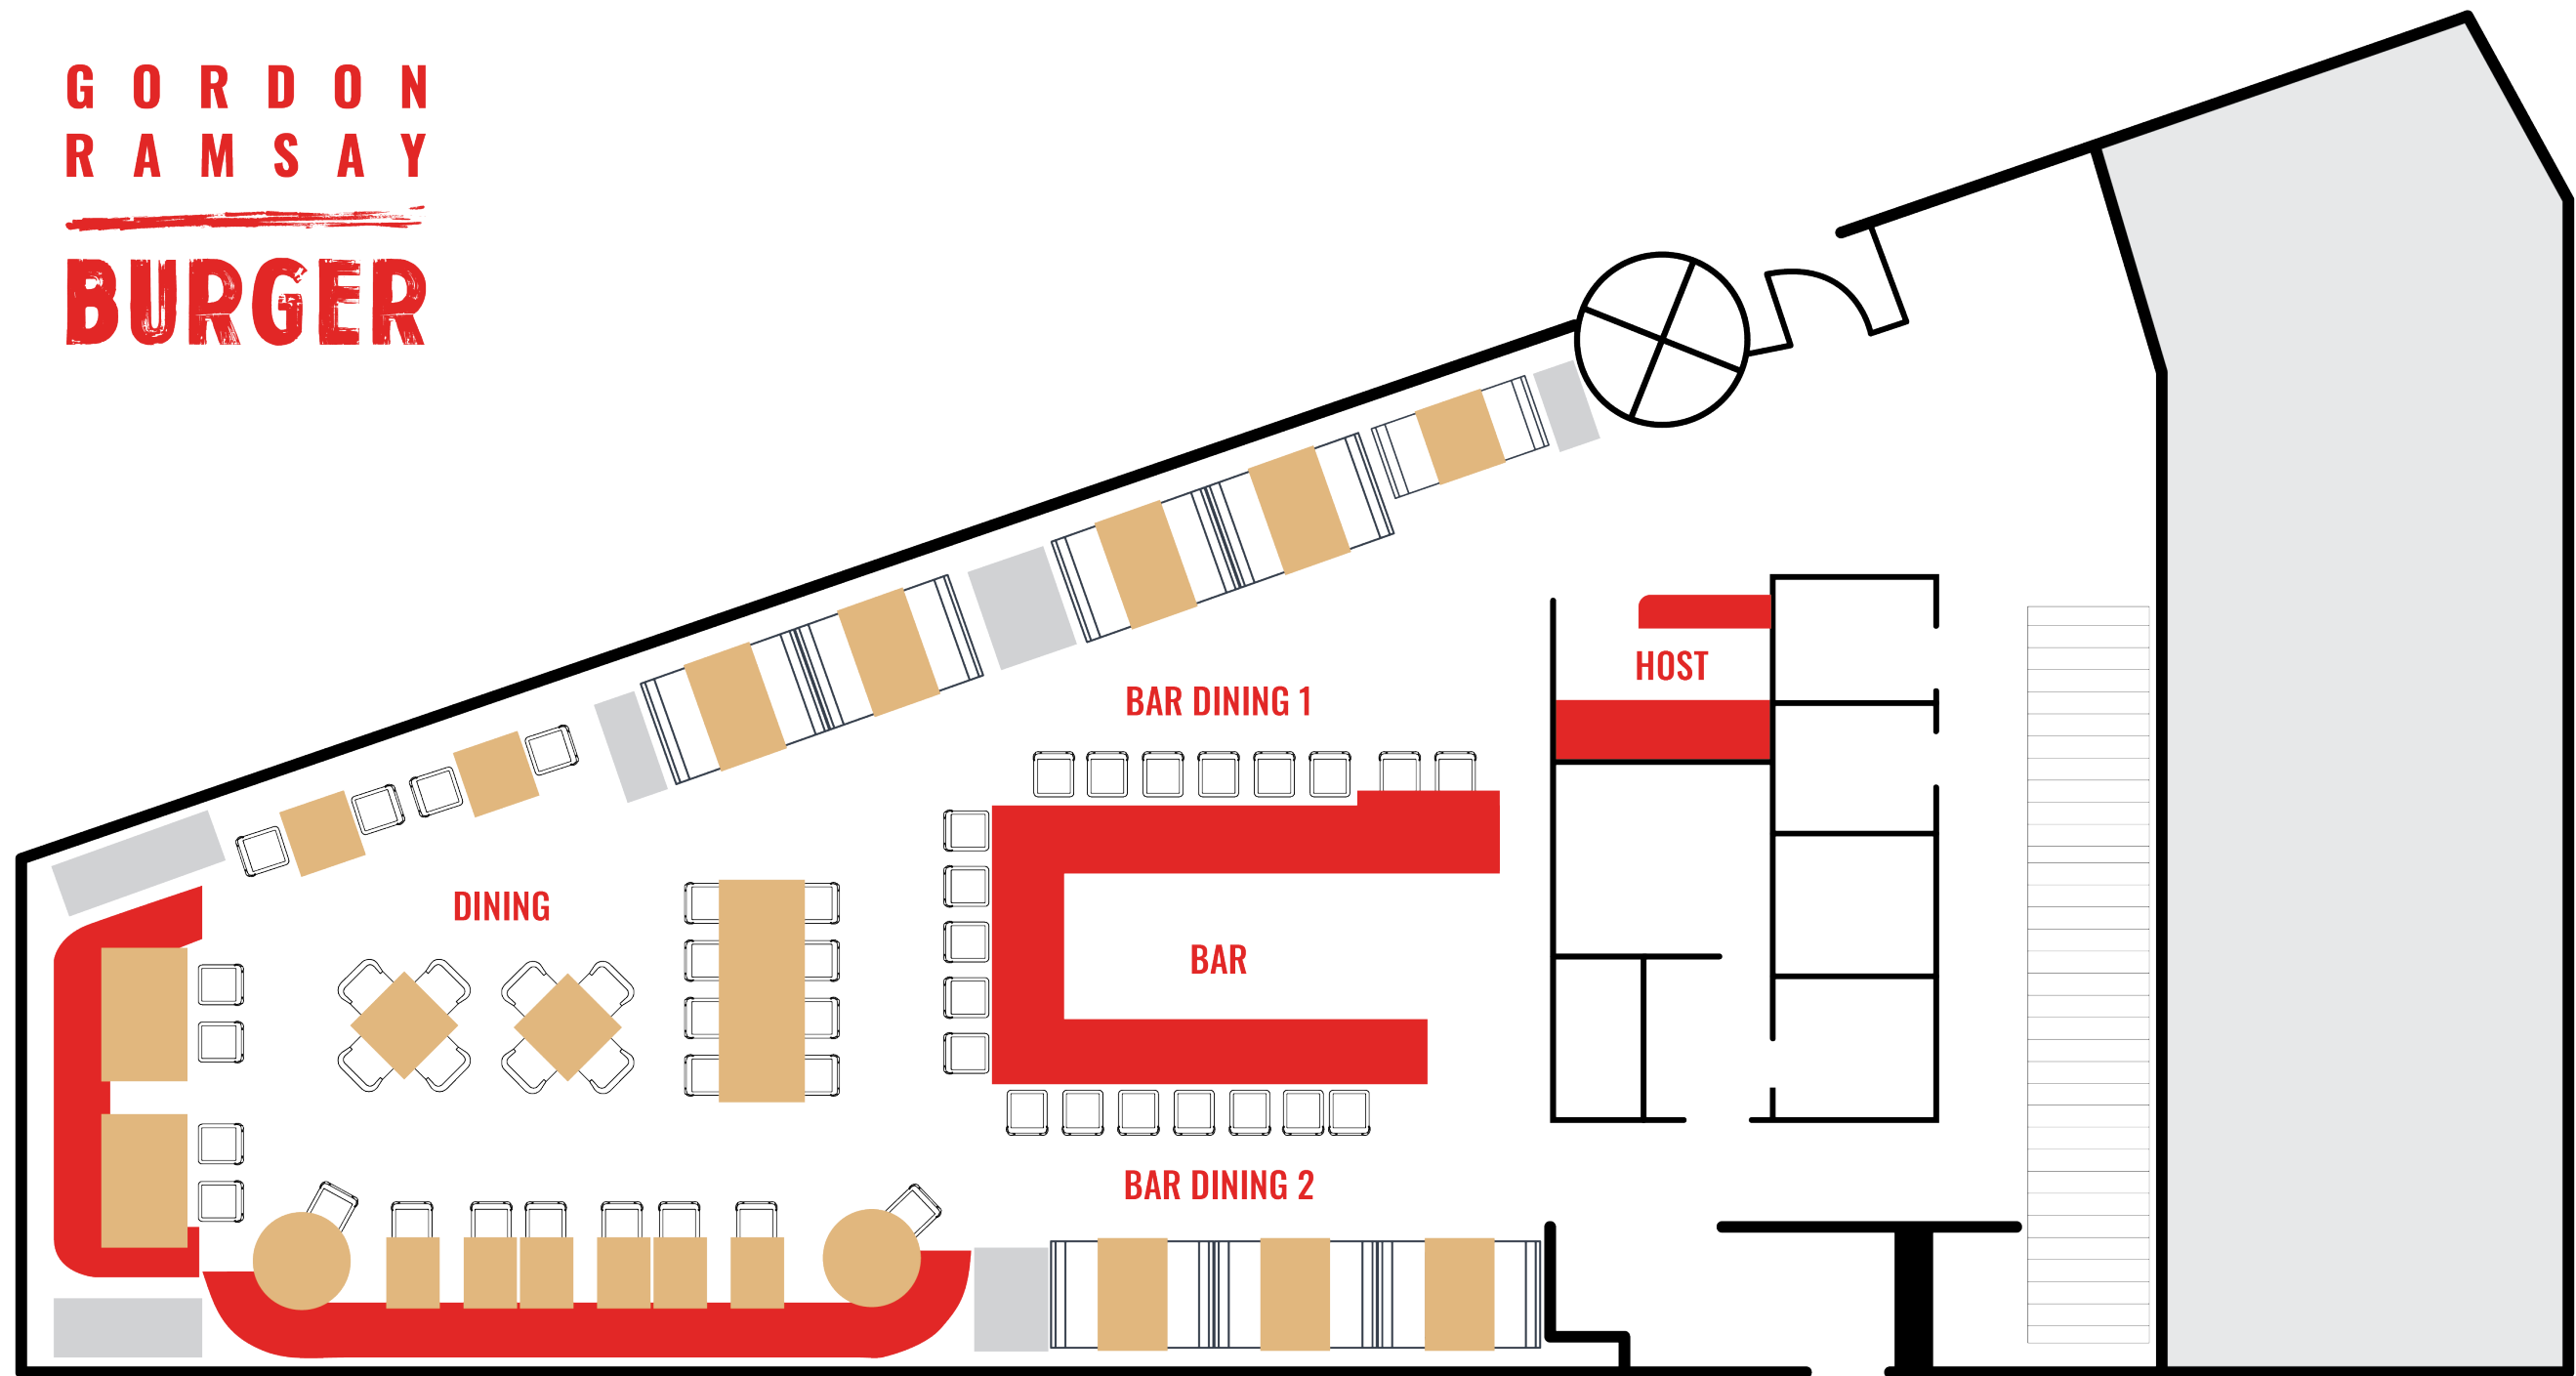 GORDON
RAMSAY
BURGER
HOST
BAR DINING 1
DINING
BAR
BAR DINING 2